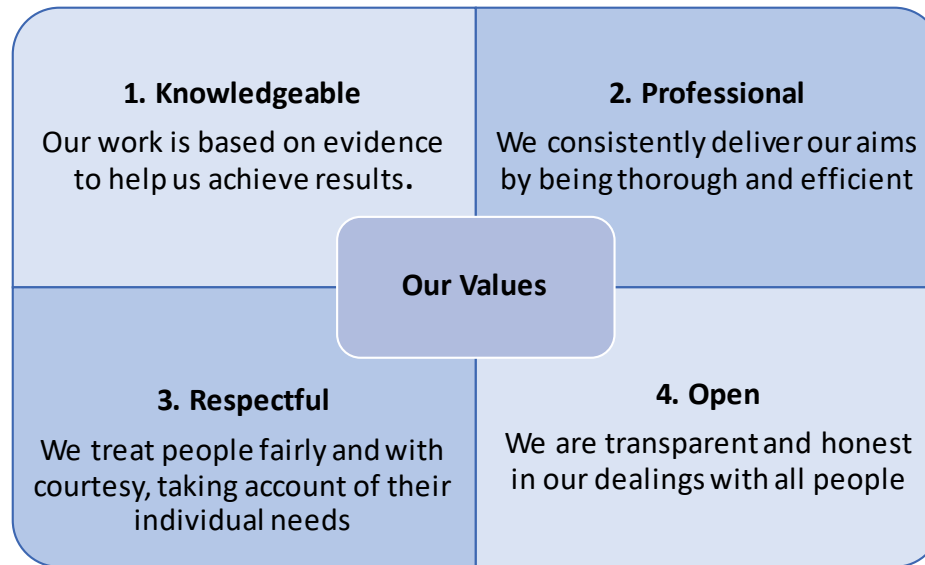 1. Knowledgeable
Our work is based on evidence
to help us achieve results.
2. Professional
We consistently deliver our aims
by being thorough and efficient
Our Values
3. Respectful
We treat people fairly and with
courtesy, taking account of their
individual needs
4. Open
We are transparent and honest
in our dealings with all people